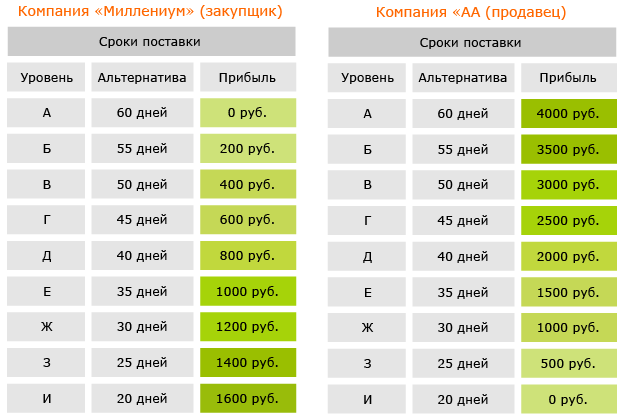 Компания «Миллениум» (закупщик)
Сроки поставки
Уровень Альтернатива Прибыль
А 60 дней 0 руб.
Б 55 дней 200 руб.
В 50 дней 400 руб.
Г 45 дней 600 руб.
Д 40 дней 800 руб.
Е 35 дней 1000 руб.
Ж 30 дней 1200 руб.
З 25 дней 1400 руб.
И 20 дней 1600 руб.
Компания «АА (продавец)
Сроки поставки
Уровень Альтернатива Прибыль
А 60 дней 4000 руб.
Б 55 дней 3500 руб.
В 50 дней 3000 руб.
Г 45 дней 2500 руб.
Д 40 дней 2000 руб.
Е 35 дней 1500 руб.
Ж 30 дней 1000 руб.
З 25 дней 500 руб.
И 20 дней 0 руб.